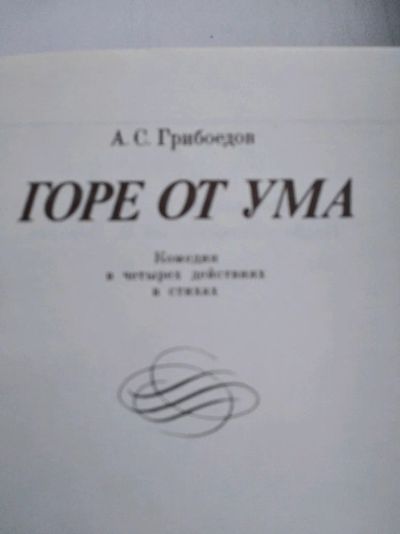 А. С. Грибоедов
ГОРЕ ОТ УМА
Комедия
в четырех действиях
в стихах